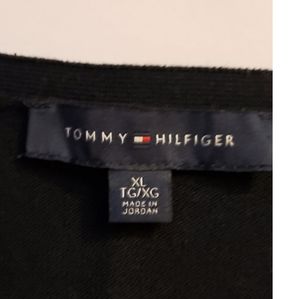 TOMMY HILFIGER
XL
TG/XG
MADE IN
JORDAN